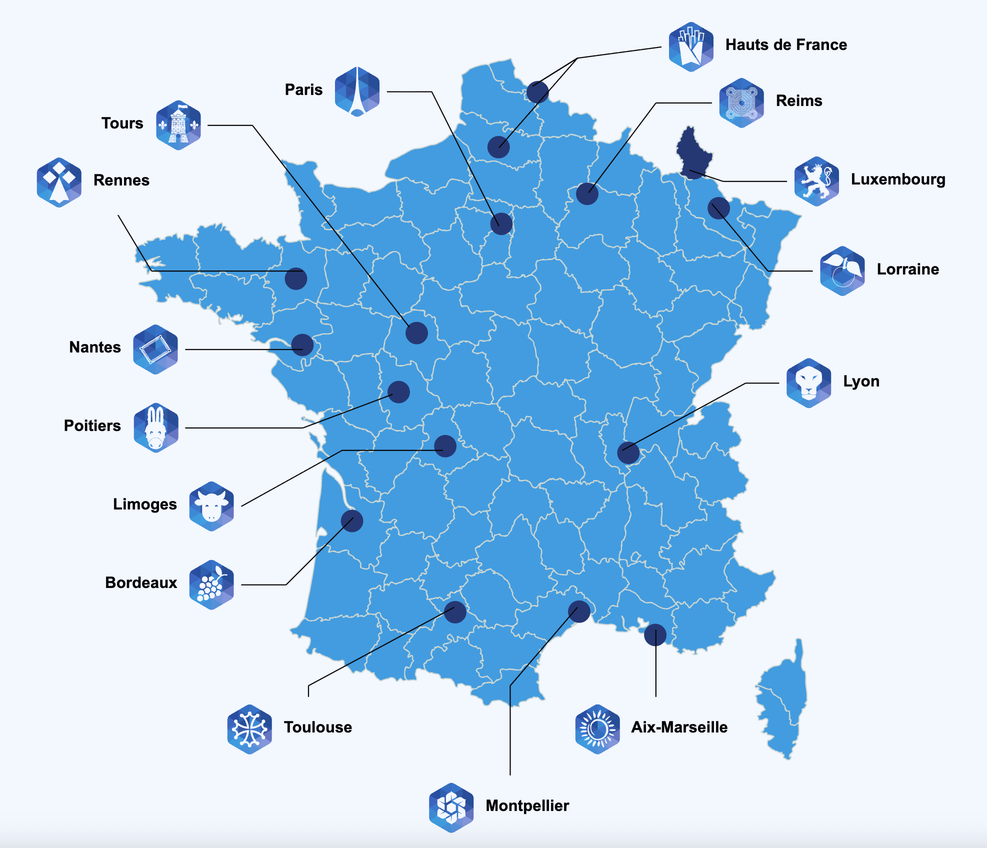 Hauts de France
Paris
Reims
Tours
Rennes
Luxembourg
Lorraine
Nantes
Lyon
Poitiers
Limoges
Bordeaux
Toulouse
Aix-Marseille
Montpellier